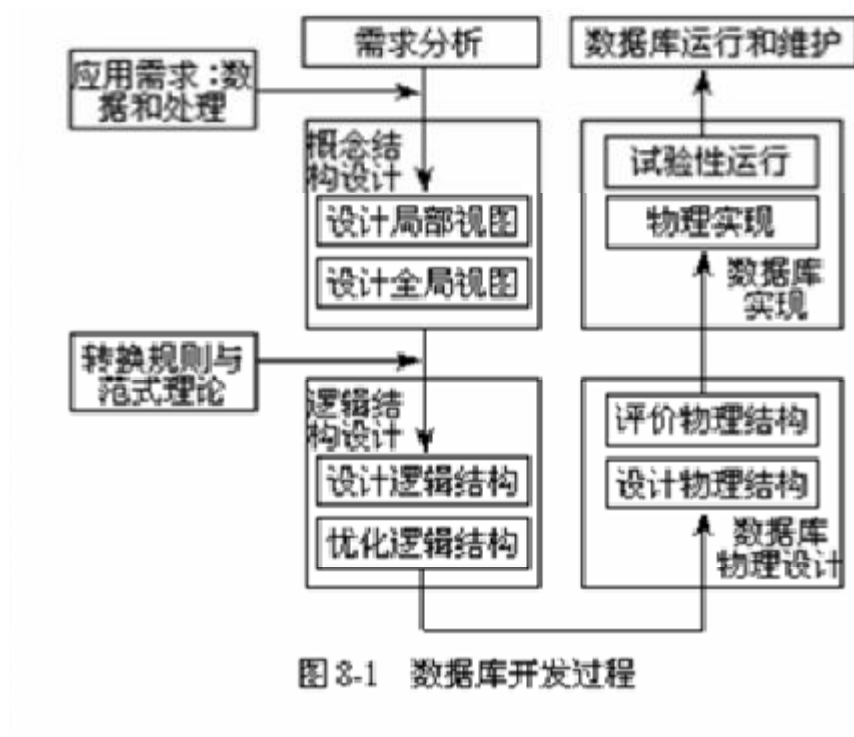 需求分析
应用需求：数
据和处理
概念结
构设计
设计局部视图
设计全局视图
转换规则与
范式理论
逻辑结
构设计
设计逻辑结构
优化逻辑结构
数据库运行和维护
试验性运行
物理实现
数据库
实现
评价物理结构
设计物理结构
数据库
物理设计
图 3-1 数据库开发过程